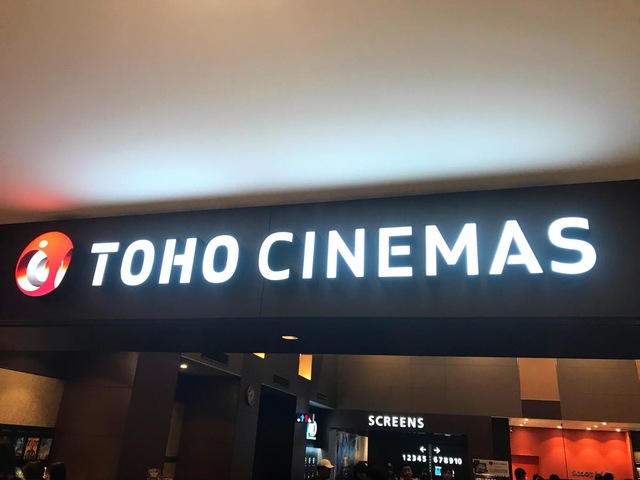 TOHO CINEMAS
SCREENS
← →
12345 678910